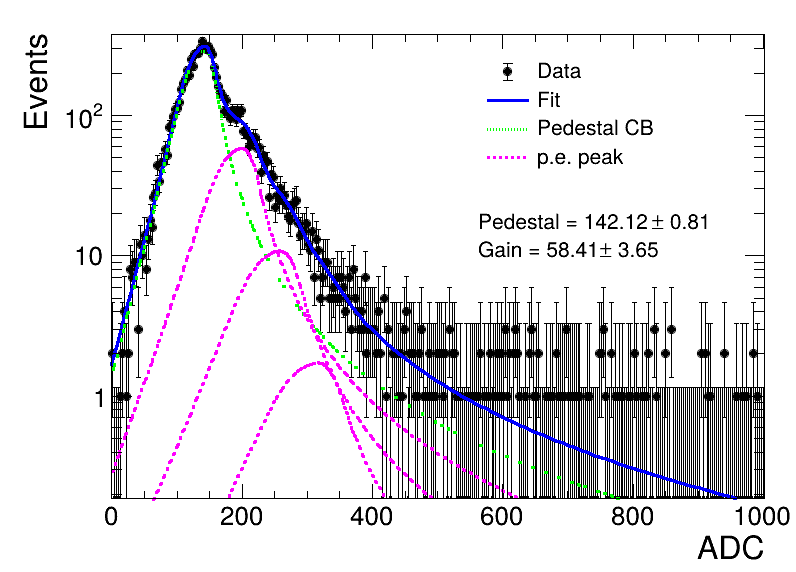 Events
10²
10
1
Data
Fit
Pedestal CB
p.e. peak
Pedestal = 142.12± 0.81
Gain = 58.41± 3.65
0 200 400 600 800 1000
ADC